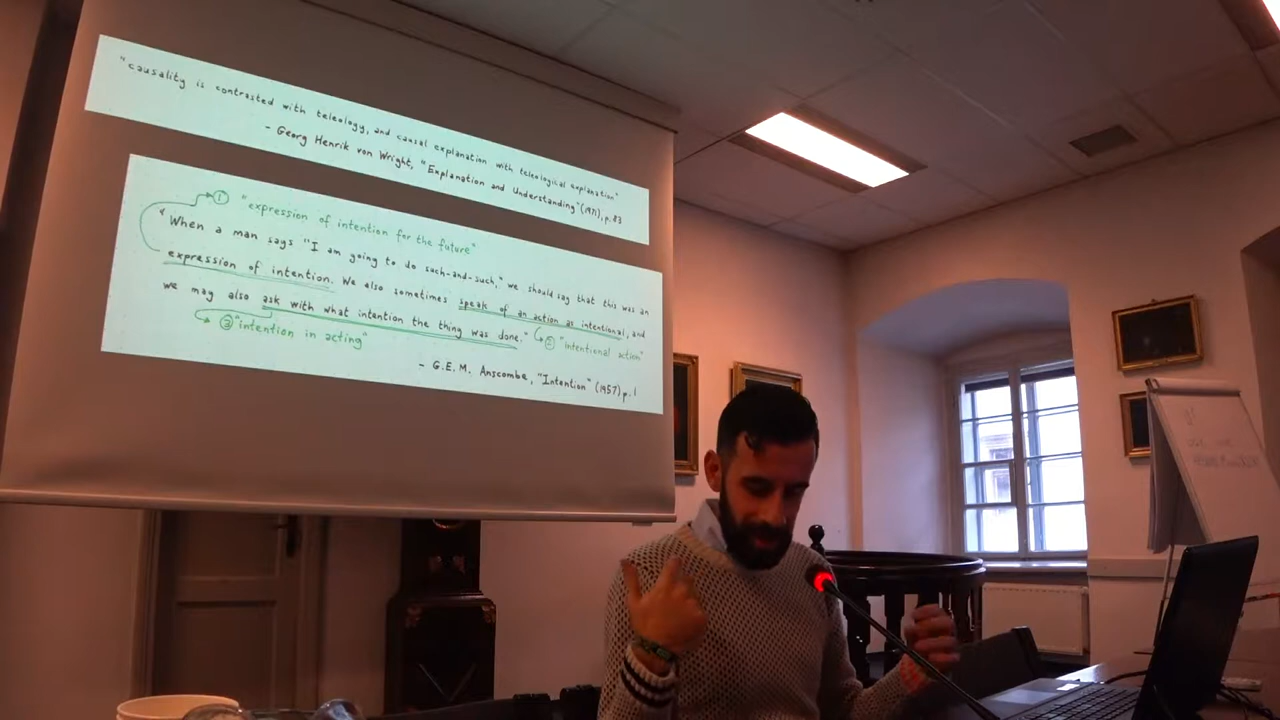 "causality is contrasted with teleology, and causal explanation with teleological explanation"
- Georg Henrik von Wright, "Explanation and Understanding" (1971), p. 83
① "expression of intention for the future"
"When a man says "I am going to do such-and-such," we should say that this was an
expression of intention. We also sometimes speak of an action as intentional, and
we may also ask with what intention the thing was done."
② "intentional action"
③ "intention in acting"
- G.E.M. Anscombe, "Intention" (1957) p. 1